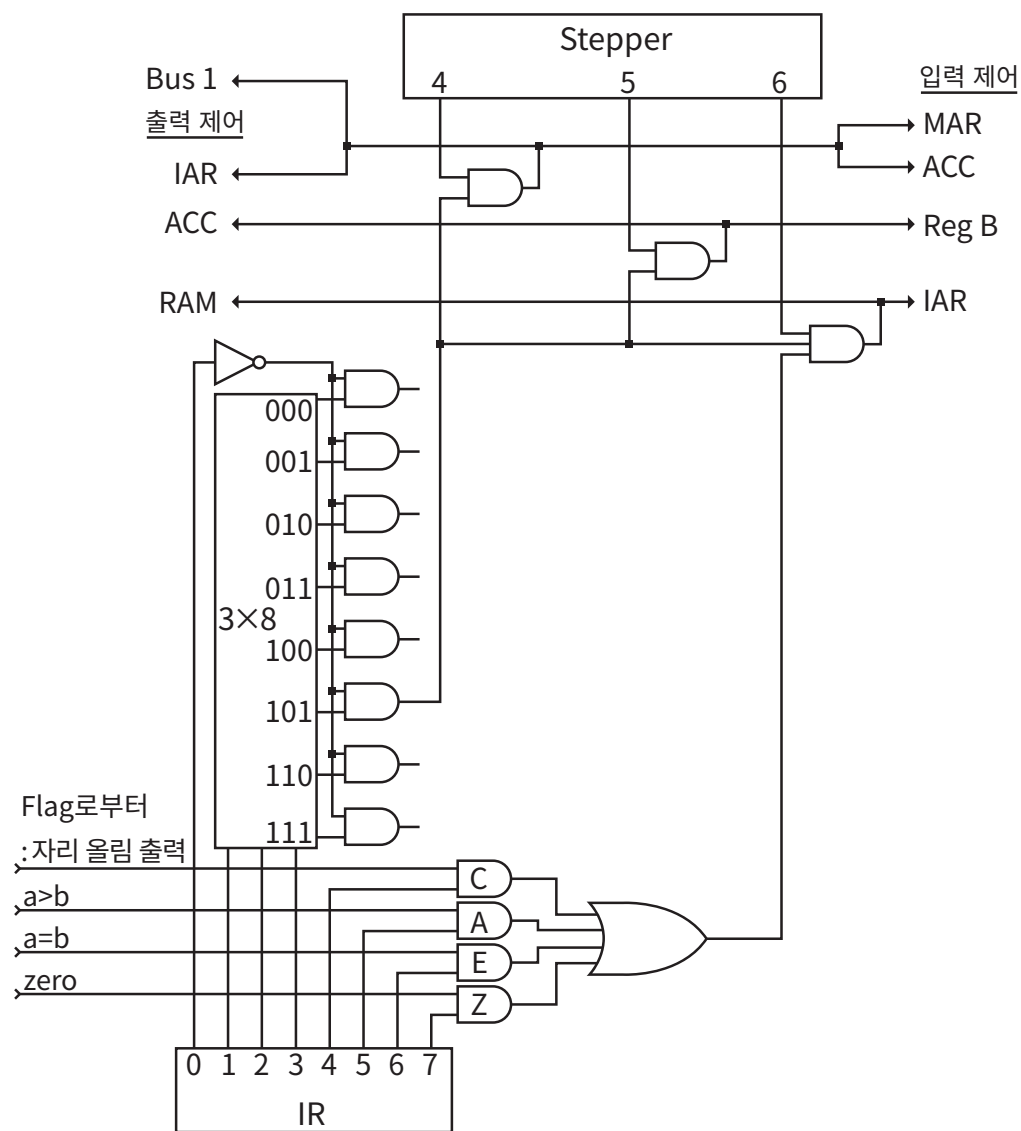 Stepper
4 5 6
Bus 1
출력 제어
IAR
ACC
RAM
입력 제어
MAR
ACC
Reg B
IAR
3×8
000
001
010
011
100
101
110
111
Flag로부터
:자리 올림 출력
a>b
a=b
zero
C
A
E
Z
0 1 2 3 4 5 6 7
IR